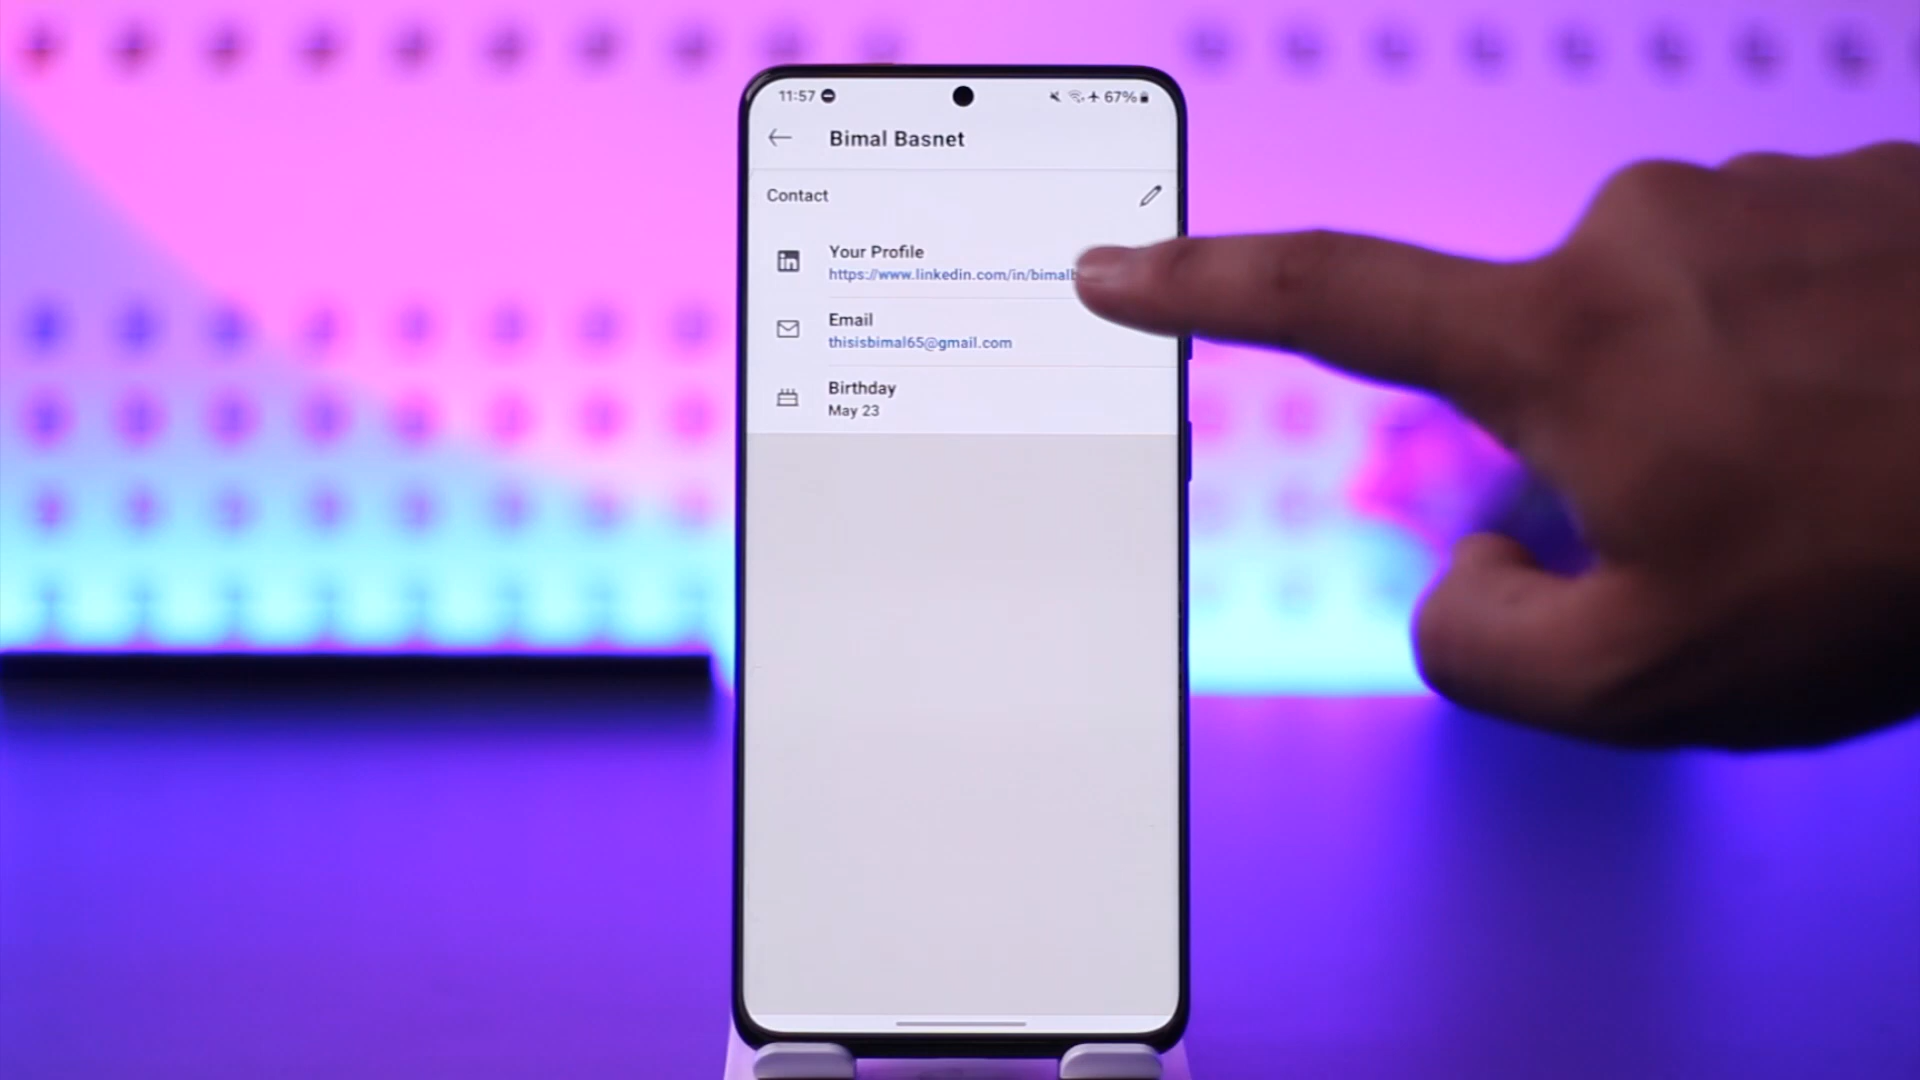 11:57
67%
Bimal Basnet
Contact
in
Your Profile
https://www.linkedin.com/in/bimalb
Email
thisisbimal65@gmail.com
Birthday
May 23